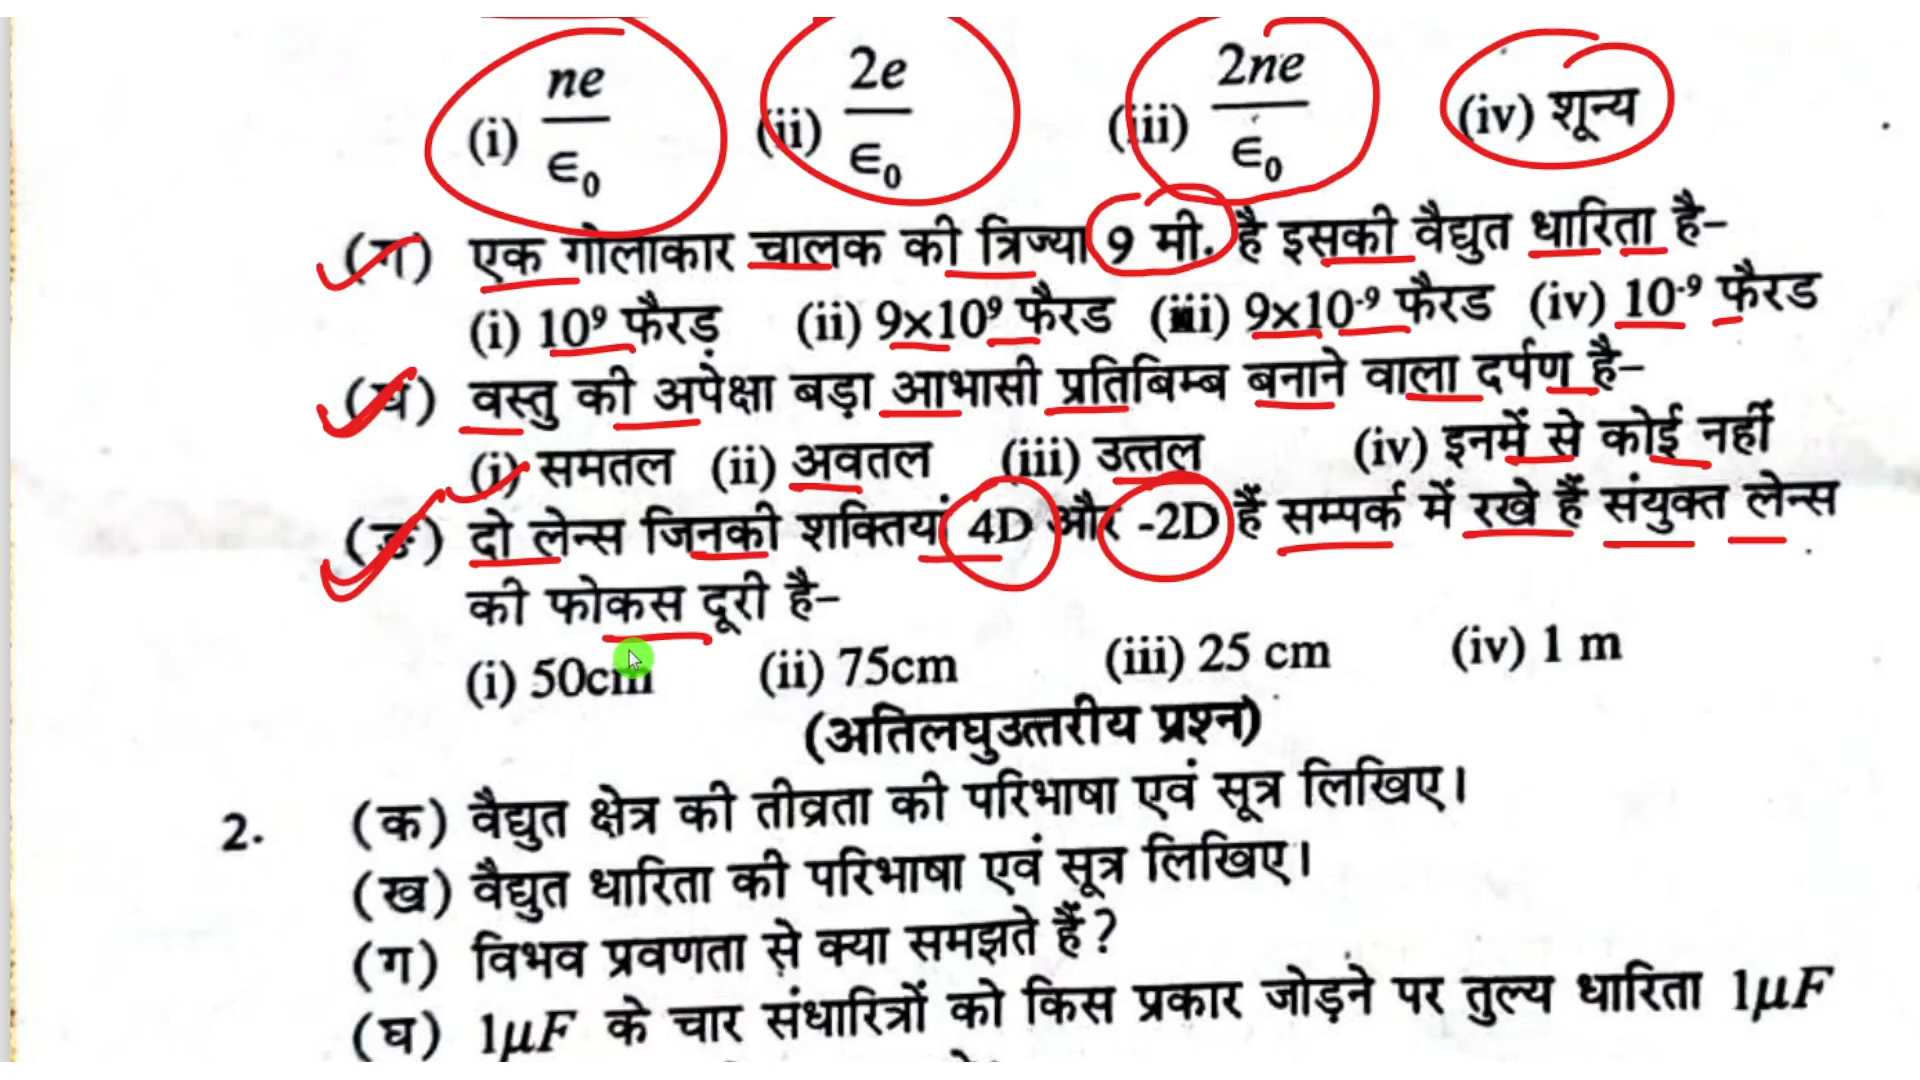 (i) ne/∈₀ (ii) 2e/∈₀ (iii) 2ne/∈₀ (iv) शून्य
(ग) एक गोलाकार चालक की त्रिज्या 9 मी. है इसकी वैद्युत धारिता है–
(i) 10⁹ फैरड (ii) 9×10⁹ फैरड (iii) 9×10⁻⁹ फैरड (iv) 10⁻⁹ फैरड
(घ) वस्तु की अपेक्षा बड़ा आभासी प्रतिबिम्ब बनाने वाला दर्पण है–
(i) समतल (ii) अवतल (iii) उत्तल (iv) इनमें से कोई नहीं
(ङ) दो लेन्स जिनकी शक्तियां 4D और -2D हैं सम्पर्क में रखे हैं संयुक्त लेन्स
की फोकस दूरी है–
(i) 50cm (ii) 75cm (iii) 25 cm (iv) 1 m
(अतिलघुउत्तरीय प्रश्न)
2. (क) वैद्युत क्षेत्र की तीव्रता की परिभाषा एवं सूत्र लिखिए।
(ख) वैद्युत धारिता की परिभाषा एवं सूत्र लिखिए।
(ग) विभव प्रवणता से क्या समझते हैं?
(घ) 1μF के चार संधारित्रों को किस प्रकार जोड़ने पर तुल्य धारिता 1μF